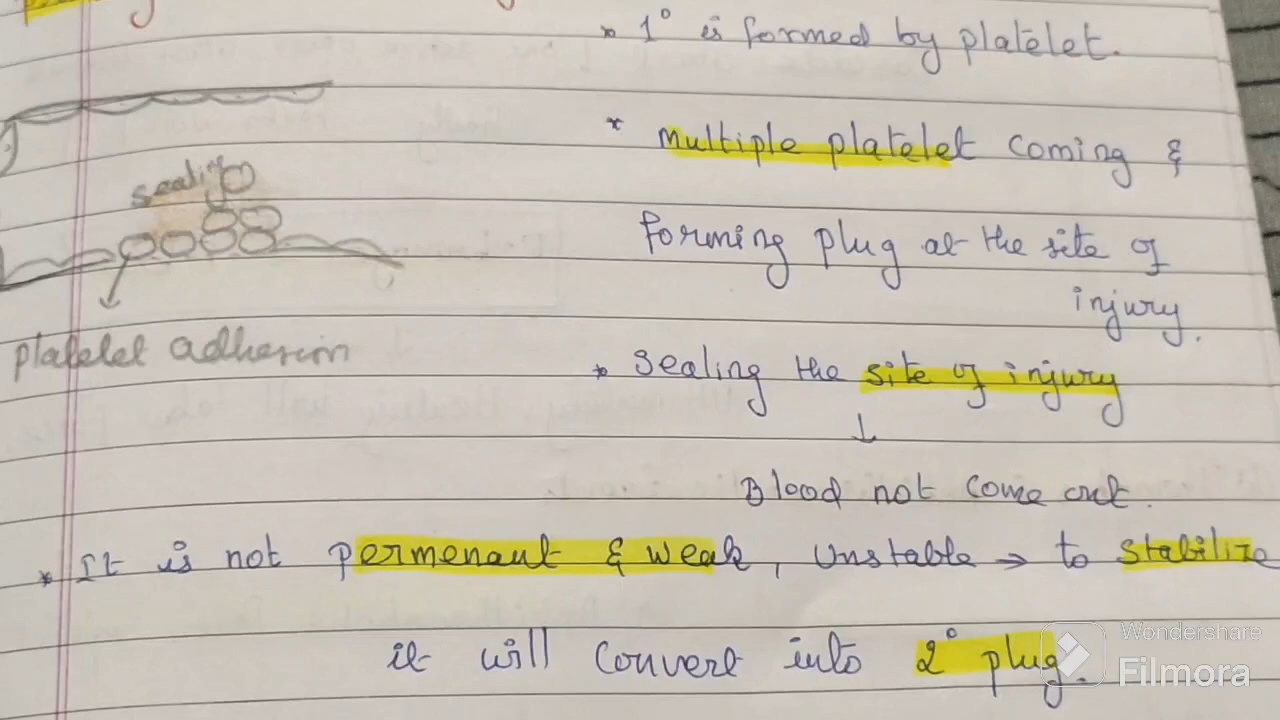 * 1° is formed by platelet.
* Multiple platelet coming &
forming plug at the site of
injury.
sealing
platelet adhesion
* sealing the site of injury
↓
Blood not come out.
* It is not permenant & weak, Unstable → to stabilize
it will convert into 2° plug.
Wondershare
Filmora